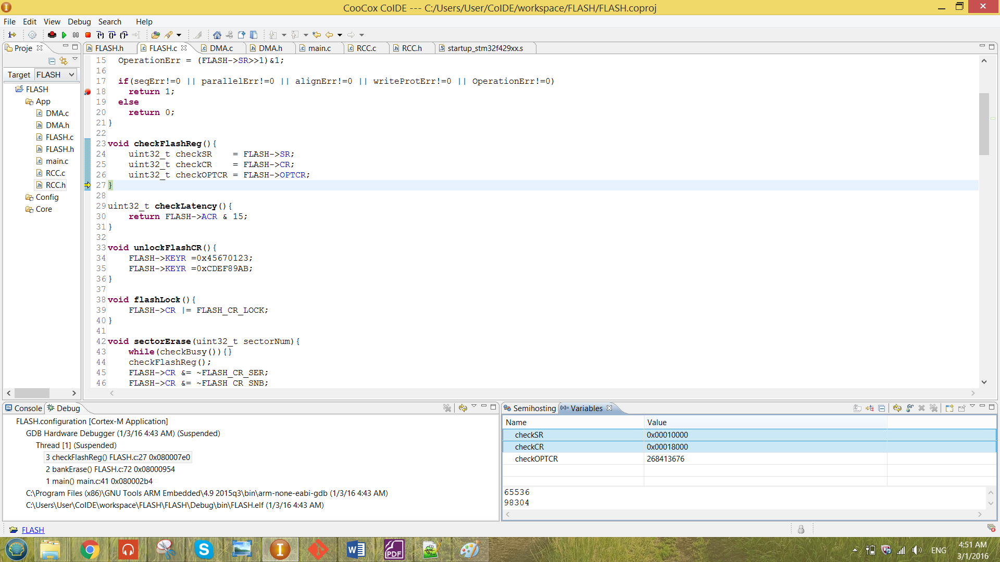 CooCox CoIDE --- C:/Users/User/CoIDE/workspace/FLASH/FLASH.coproj
File Edit View Debug Search Help
Proje
FLASH.h FLASH.c DMA.c DMA.h main.c RCC.c RCC.h startup_stm32f429xx.s
Target FLASH
FLASH
App
DMA.c
DMA.h
FLASH.c
FLASH.h
main.c
RCC.c
RCC.h
Config
Core
15 OperationErr = (FLASH->SR>>1)&1;
16
17 if(seqErr!=0 || parallelErr!=0 || alignErr!=0 || writeProtErr!=0 || OperationErr!=0)
18 return 1;
19 else
20 return 0;
21 }
22
23 void checkFlashReg(){
24 uint32_t checkSR = FLASH->SR;
25 uint32_t checkCR = FLASH->CR;
26 uint32_t checkOPTCR = FLASH->OPTCR;
27 }
28
29 uint32_t checkLatency(){
30 return FLASH->ACR & 15;
31 }
32
33 void unlockFlashCR(){
34 FLASH->KEYR =0x45670123;
35 FLASH->KEYR =0xCDEF89AB;
36 }
37
38 void flashLock(){
39 FLASH->CR |= FLASH_CR_LOCK;
40 }
41
42 void sectorErase(uint32_t sectorNum){
43 while(checkBusy()){}
44 checkFlashReg();
45 FLASH->CR &= ~FLASH_CR_SER;
46 FLASH->CR &= ~FLASH_CR_SNB;
Console Debug
FLASH.configuration [Cortex-M Application]
GDB Hardware Debugger (1/3/16 4:43 AM) (Suspended)
Thread [1] (Suspended)
3 checkFlashReg() FLASH.c:27 0x080007e0
2 bankErase() FLASH.c:72 0x08000954
1 main() main.c:41 0x080002b4
C:\Program Files (x86)\GNU Tools ARM Embedded\4.9 2015q3\bin\arm-none-eabi-gdb (1/3/16 4:43 AM)
C:\Users\User\CoIDE\workspace\FLASH\FLASH\Debug\bin\FLASH.elf (1/3/16 4:43 AM)
Semihosting (x)= Variables
Name Value
checkSR 0x00010000
checkCR 0x00018000
checkOPTCR 268413676
65536
98304
FLASH
PDF
ENG
4:51 AM
3/1/2016